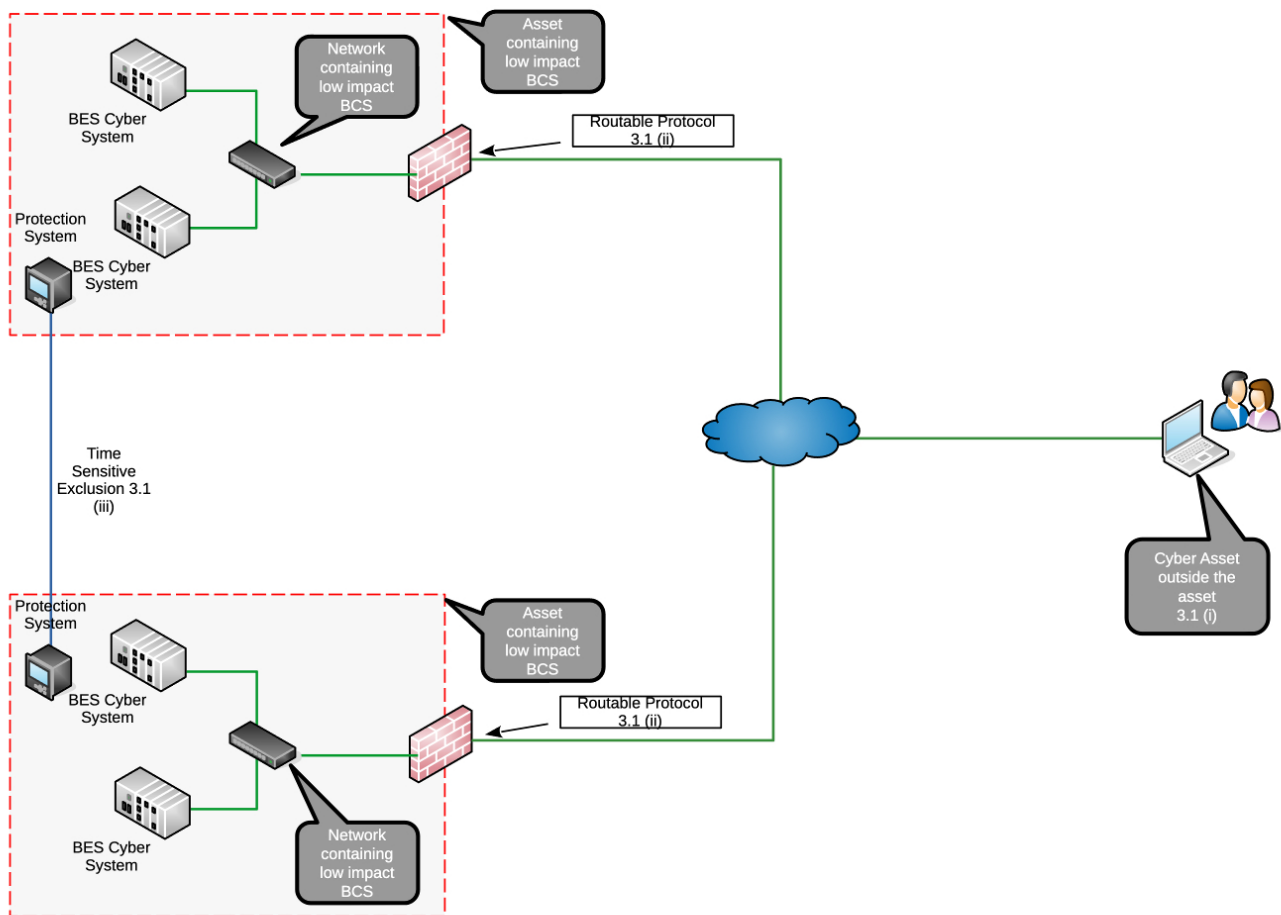 Asset
containing
low impact
BCS
Network
containing
low impact
BCS
BES Cyber
System
Routable Protocol
3.1 (ii)
Protection
System
BES Cyber
System
Time
Sensitive
Exclusion 3.1
(iii)
Cyber Asset
outside the
asset
3.1 (i)
Protection
System
Asset
containing
low impact
BCS
BES Cyber
System
Routable Protocol
3.1 (ii)
BES Cyber
System
Network
containing
low impact
BCS